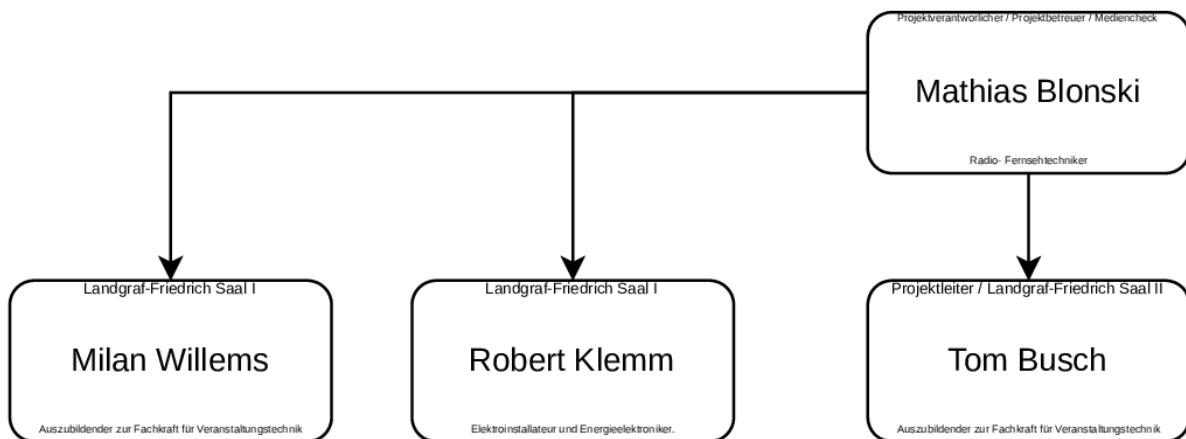 Projektverantworlicher / Projektbetreuer / Mediencheck
Mathias Blonski
Radio- Fernsehtechniker
Landgraf-Friedrich Saal I
Milan Willems
Auszubildender zur Fachkraft für Veranstaltungstechnik
Landgraf-Friedrich Saal I
Robert Klemm
Elektroinstallateur und Energieelektroniker.
Projektleiter / Landgraf-Friedrich Saal II
Tom Busch
Auszubildender zur Fachkraft für Veranstaltungstechnik